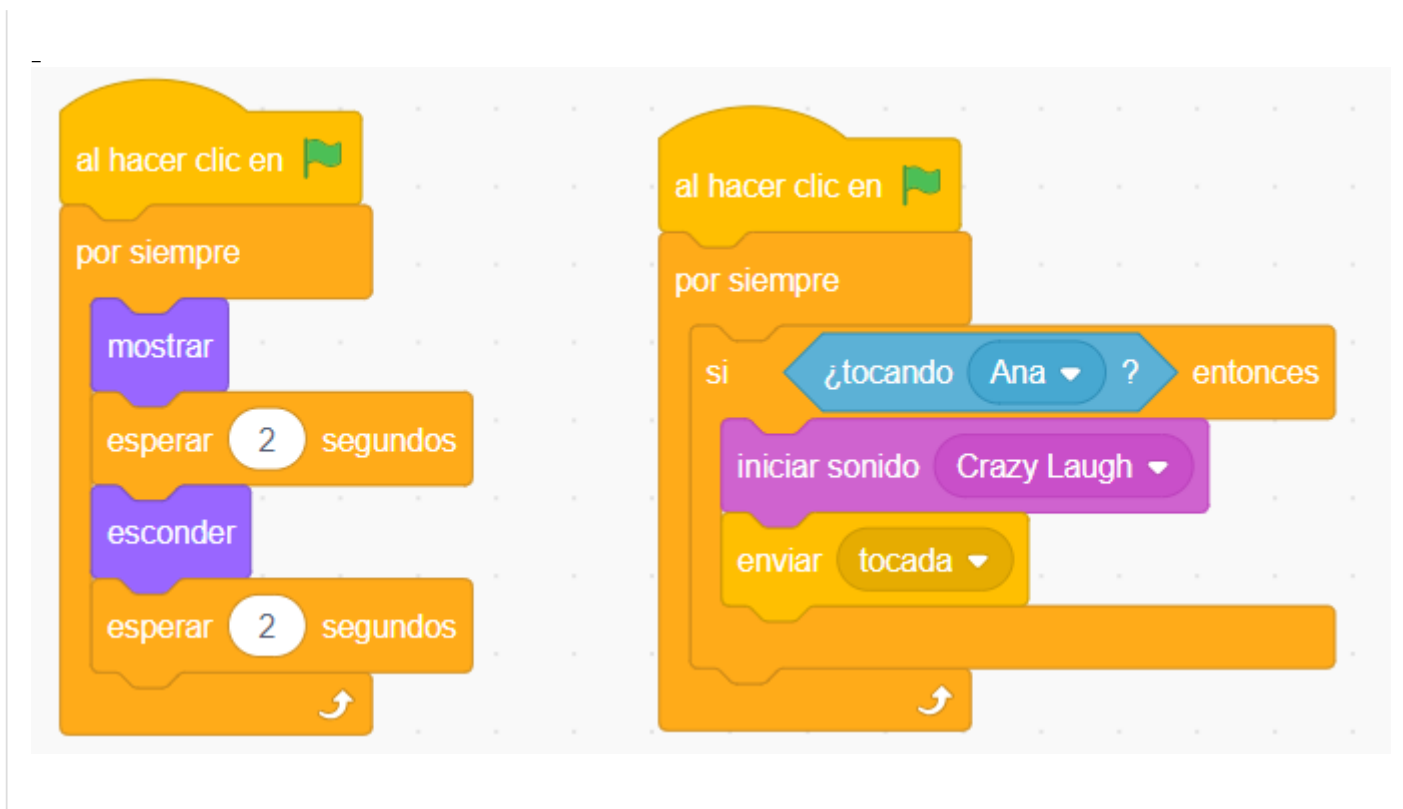 al hacer clic en
por siempre
mostrar
esperar 2 segundos
esconder
esperar 2 segundos
al hacer clic en
por siempre
si ¿tocando Ana ? entonces
iniciar sonido Crazy Laugh
enviar tocada